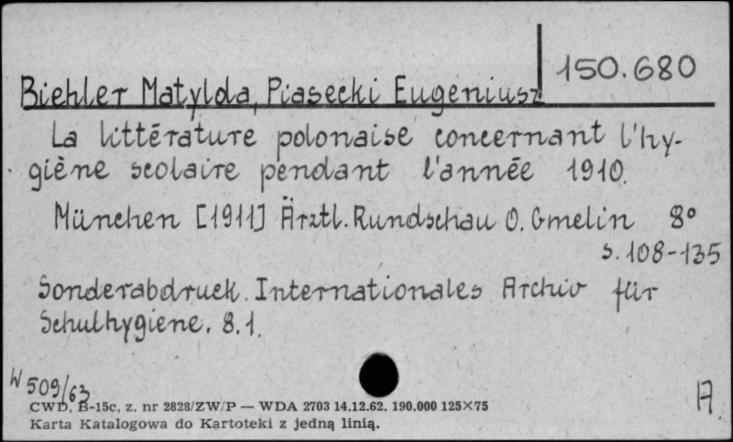 150.680
Biehler Matylda, Piasecki Eugeniusz
La littérature polonaise concernant l'hy-
giène scolaire pendant l'année 1910.
München [1911] Ärztl. Rundschau O. Gmelin 8°
s. 108-135
Sonderabdruck. Internationales Archiv für
Schulhygiene. 8.1.
W 509/63
A
CWD, B-15c, z. nr 2828/ZW/P — WDA 2703 14.12.62. 190.000 125×75
Karta Katalogowa do Kartoteki z jedną linią.